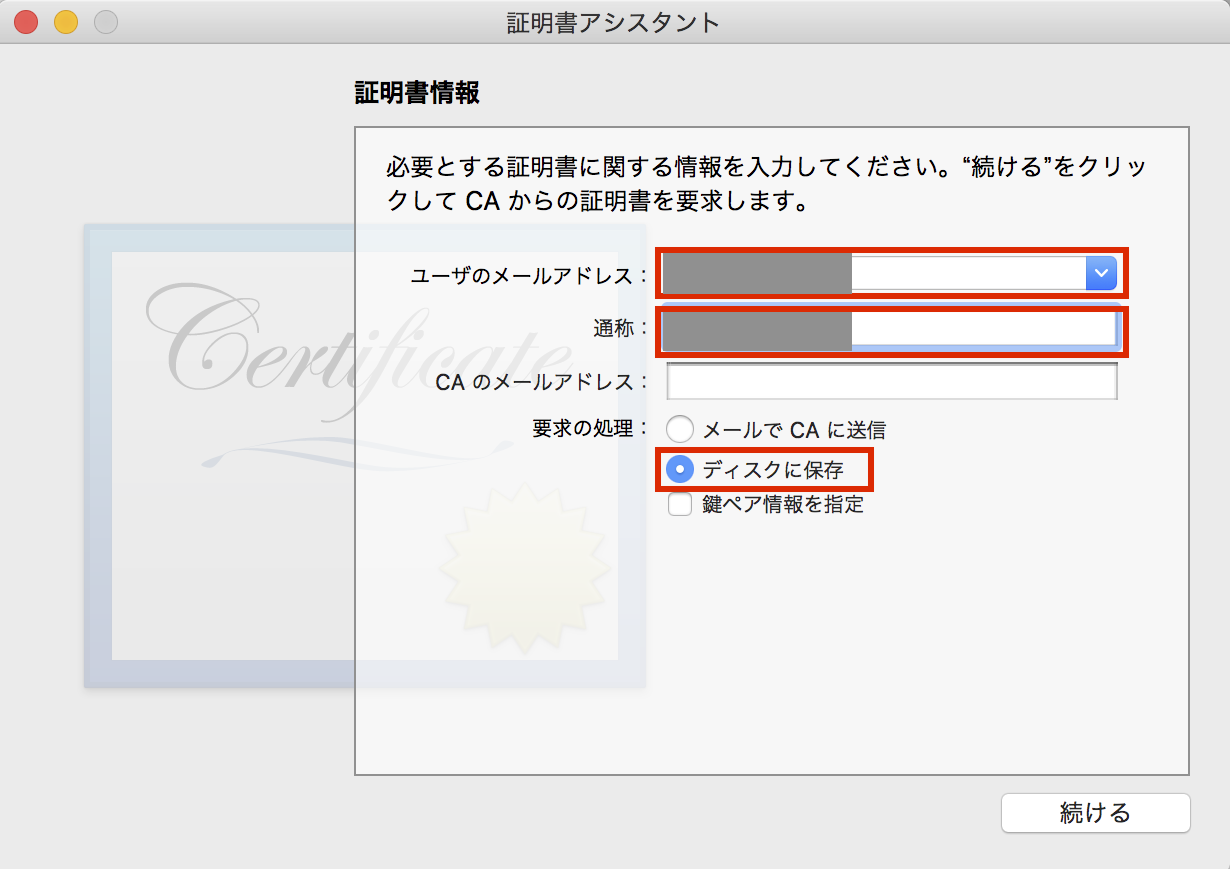 証明書アシスタント
証明書情報
必要とする証明書に関する情報を入力してください。“続ける”をクリッ
クして CA からの証明書を要求します。
Certificate
ユーザのメールアドレス：
通称：
CA のメールアドレス：
要求の処理：
メールで CA に送信
ディスクに保存
鍵ペア情報を指定
続ける